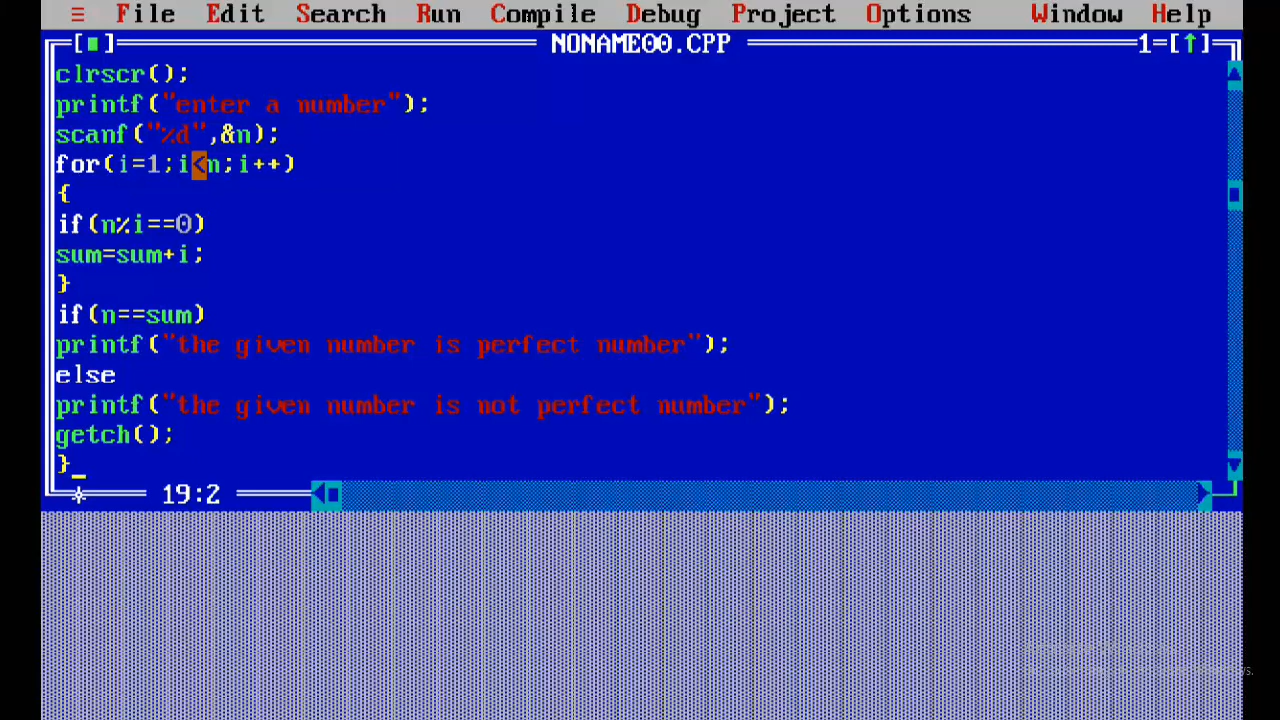 ≡ File Edit Search Run Compile Debug Project Options Window Help
[■] NONAME00.CPP 1=[↑]
clrscr();
printf("enter a number");
scanf("%d",&n);
for(i=1;i<n;i++)
{
if(n%i==0)
sum=sum+i;
}
if(n==sum)
printf("the given number is perfect number");
else
printf("the given number is not perfect number");
getch();
}
19:2